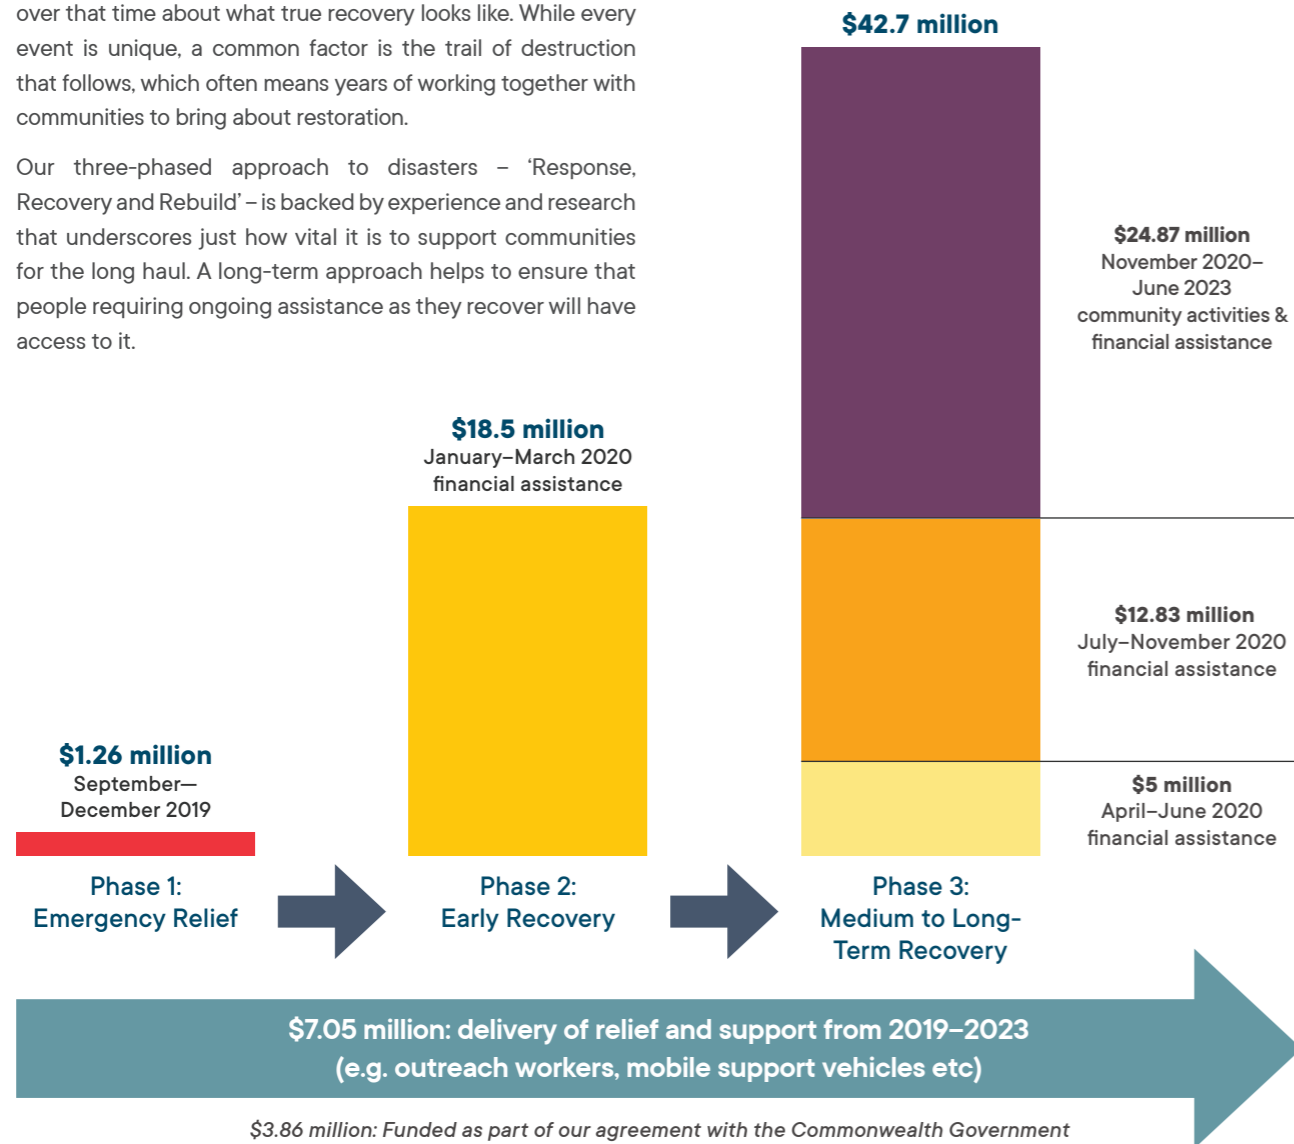 over that time about what true recovery looks like. While every
event is unique, a common factor is the trail of destruction
that follows, which often means years of working together with
communities to bring about restoration.
Our three-phased approach to disasters – ‘Response,
Recovery and Rebuild’ – is backed by experience and research
that underscores just how vital it is to support communities
for the long haul. A long-term approach helps to ensure that
people requiring ongoing assistance as they recover will have
access to it.
$1.26 million
September—
December 2019
Phase 1:
Emergency Relief
$18.5 million
January–March 2020
financial assistance
Phase 2:
Early Recovery
$42.7 million
$24.87 million
November 2020–
June 2023
community activities &
financial assistance
$12.83 million
July–November 2020
financial assistance
$5 million
April–June 2020
financial assistance
Phase 3:
Medium to Long-
Term Recovery
$7.05 million: delivery of relief and support from 2019–2023
(e.g. outreach workers, mobile support vehicles etc)
$3.86 million: Funded as part of our agreement with the Commonwealth Government